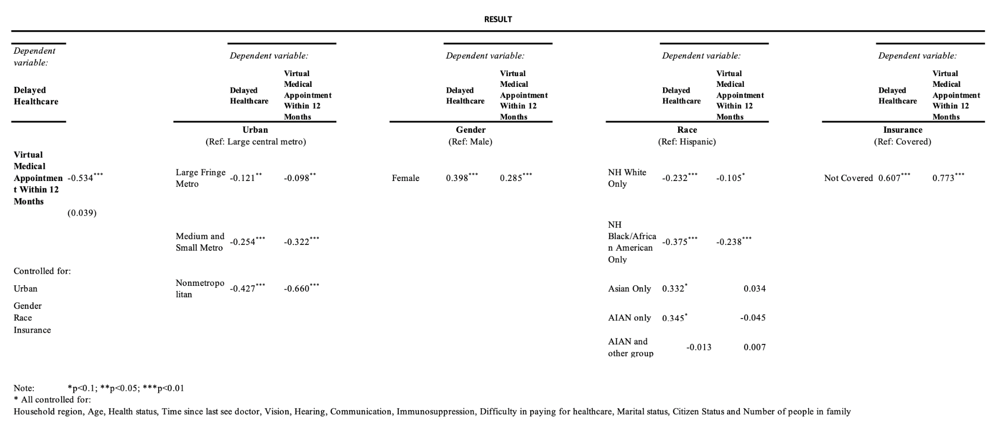 RESULT
Dependent
variable:
Dependent variable:
Dependent variable:
Dependent variable:
Dependent variable:
Delayed
Healthcare
Delayed
Healthcare
Virtual
Medical
Appointment
Within 12
Months
Delayed
Healthcare
Virtual
Medical
Appointment
Within 12
Months
Delayed
Healthcare
Virtual
Medical
Appointment
Within 12
Months
Delayed
Healthcare
Virtual
Medical
Appointment
Within 12
Months
Urban
(Ref: Large central metro)
Gender
(Ref: Male)
Race
(Ref: Hispanic)
Insurance
(Ref: Covered)
Virtual
Medical
Appointmen
t Within 12
Months
-0.534***
(0.039)
Large Fringe
Metro
-0.121** -0.098**
Female 0.398*** 0.285***
NH White
Only
-0.232*** -0.105*
Not Covered 0.607*** 0.773***
Medium and
Small Metro
-0.254*** -0.322***
NH
Black/Africa
n American
Only
-0.375*** -0.238***
Controlled for:
Urban
Gender
Race
Insurance
Nonmetropo
litan
-0.427*** -0.660***
Asian Only 0.332* 0.034
AIAN only 0.345* -0.045
AIAN and
other group
-0.013 0.007
Note: *p<0.1; **p<0.05; ***p<0.01
* All controlled for:
Household region, Age, Health status, Time since last see doctor, Vision, Hearing, Communication, Immunosuppression, Difficulty in paying for healthcare, Marital status, Citizen Status and Number of people in family